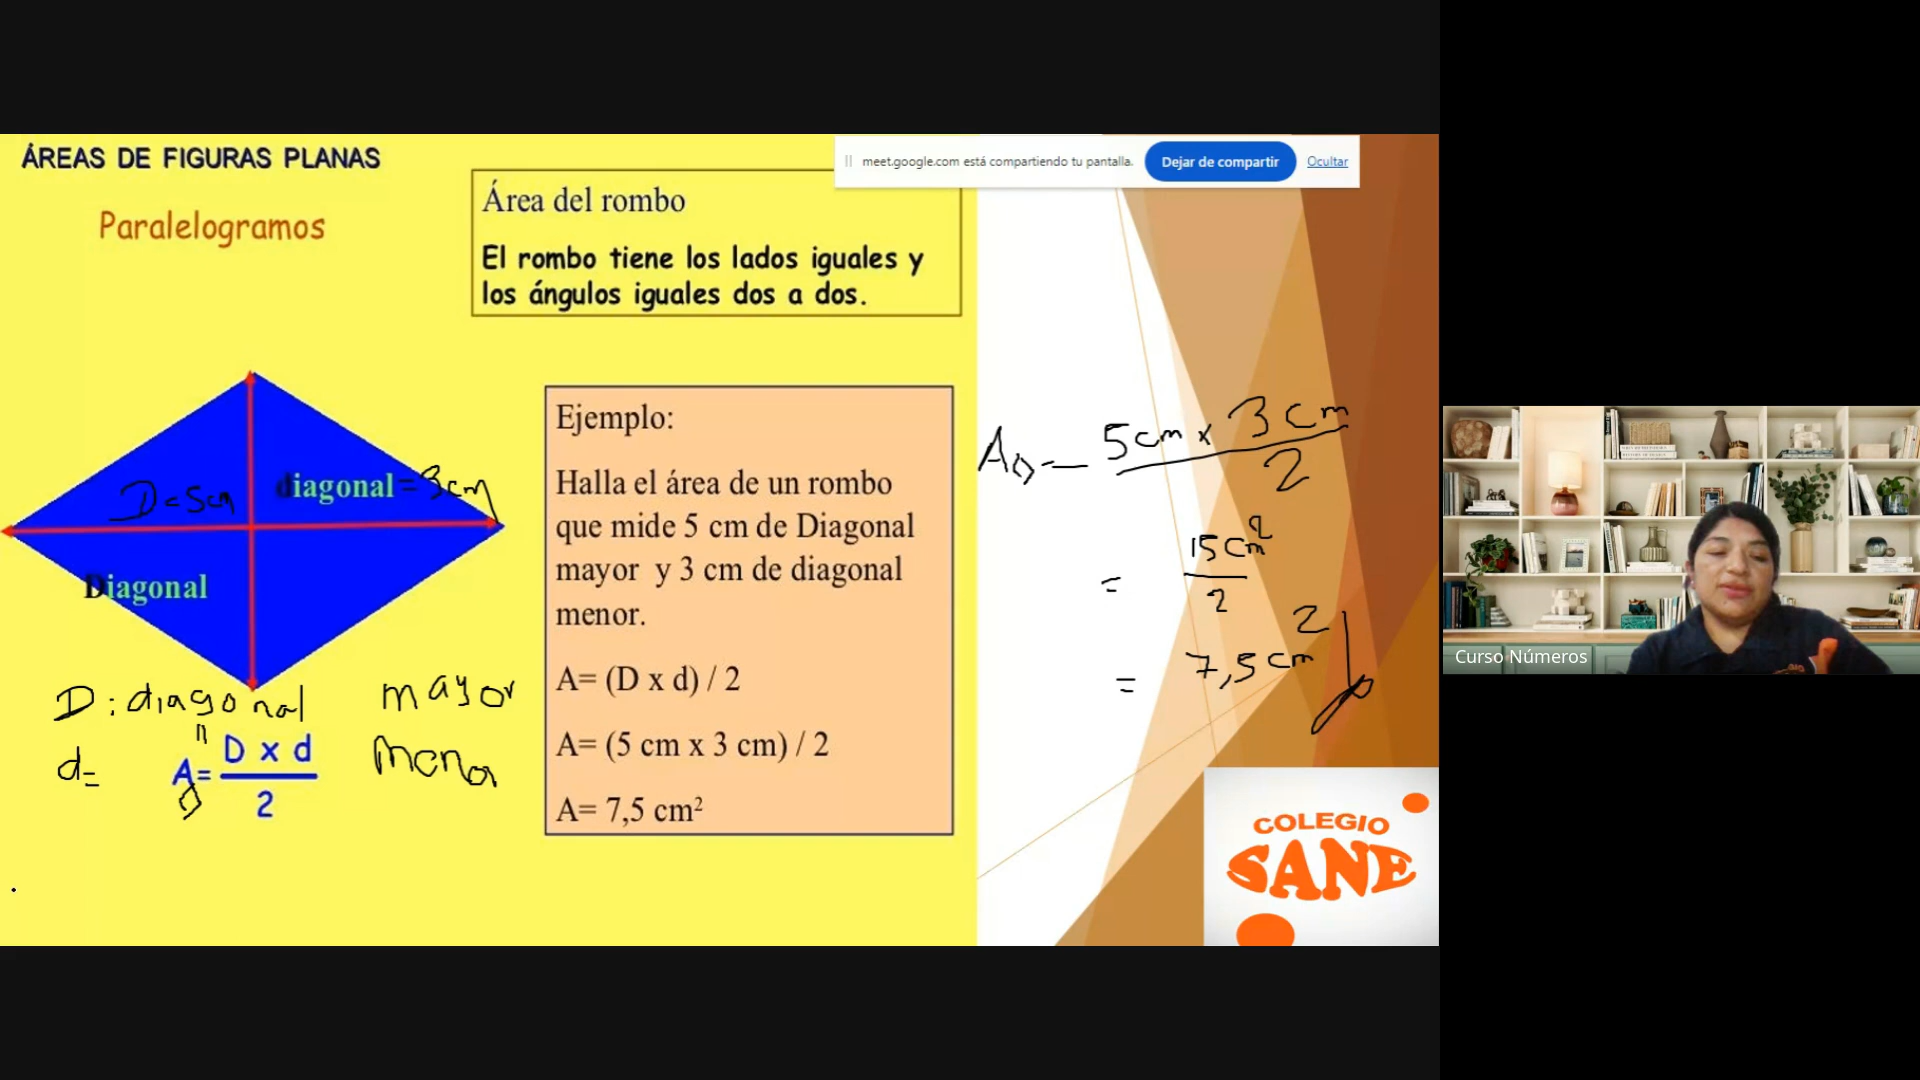 ÁREAS DE FIGURAS PLANAS
Paralelogramos
Área del rombo
El rombo tiene los lados iguales y
los ángulos iguales dos a dos.
meet.google.com está compartiendo tu pantalla.
Dejar de compartir
Ocultar
D = 5cm
diagonal = 3cm
Diagonal
D : diagonal mayor
d = " menor
A = D x d
2
Ejemplo:
Halla el área de un rombo
que mide 5 cm de Diagonal
mayor y 3 cm de diagonal
menor.
A= (D x d) / 2
A= (5 cm x 3 cm) / 2
A= 7,5 cm²
A◊ = 5cm x 3cm
2
= 15cm²
2
= 7,5 cm²
COLEGIO
SANE
Curso Números